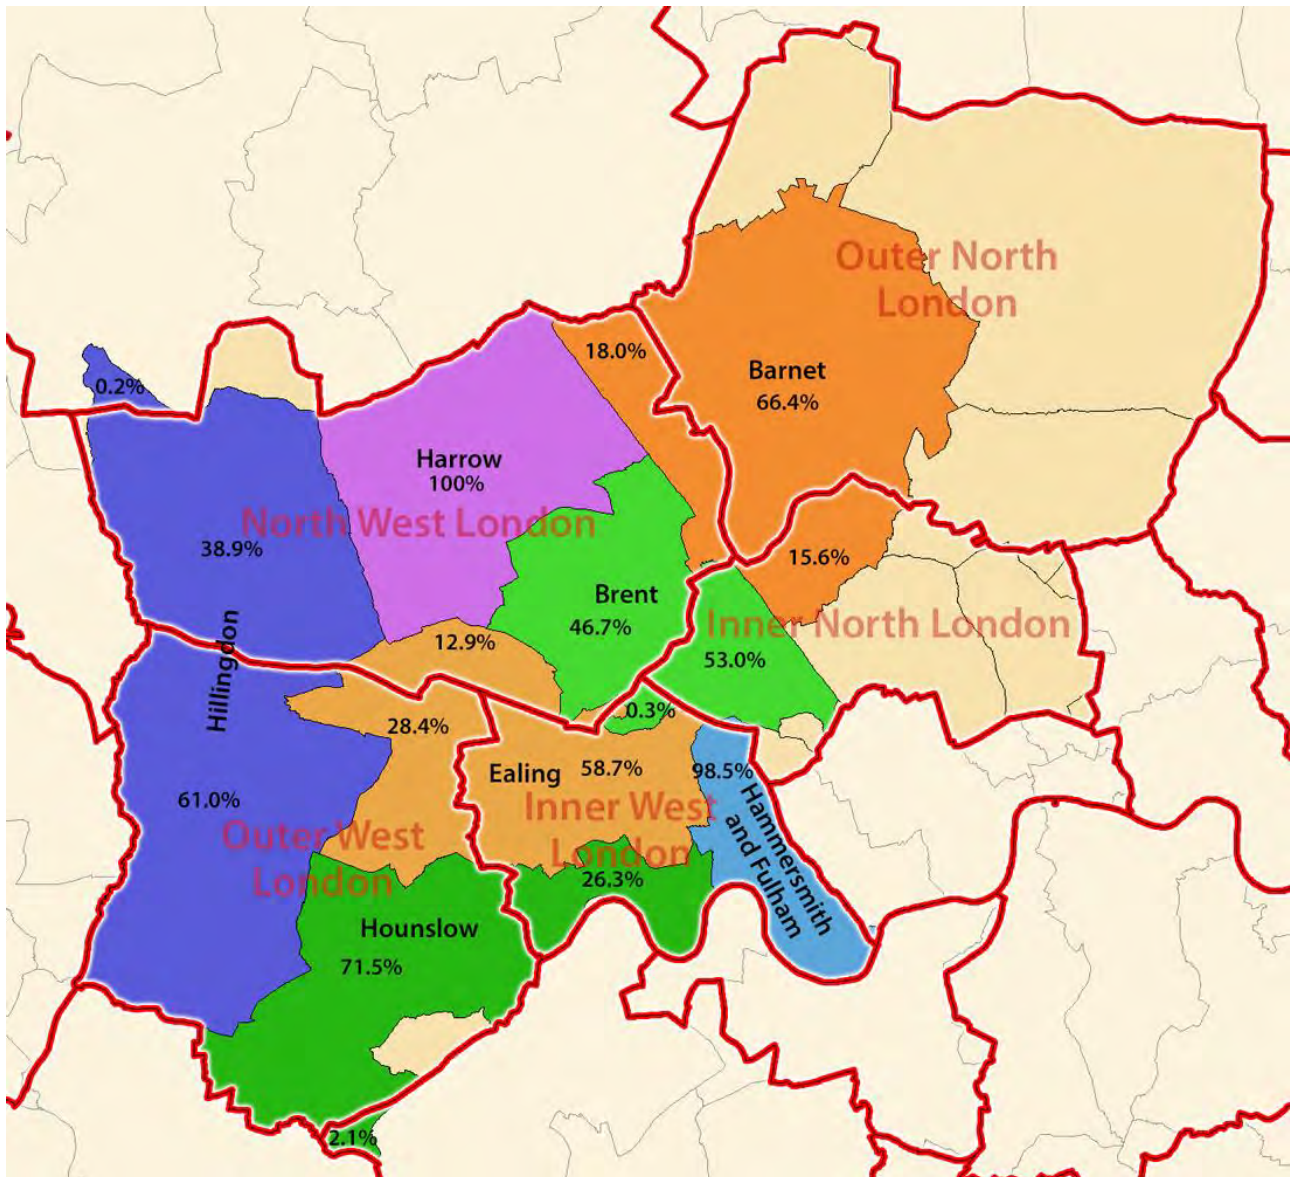 Outer North
London
18.0%
Barnet
66.4%
0.2%
Harrow
100%
North West London
38.9%
15.6%
Brent
46.7%
Inner North London
12.9%
53.0%
Hillingdon
0.3%
28.4%
Ealing
58.7%
98.5%
61.0%
Inner West
London
Outer West
London
26.3%
Hammersmith
and Fulham
Hounslow
71.5%
2.1%